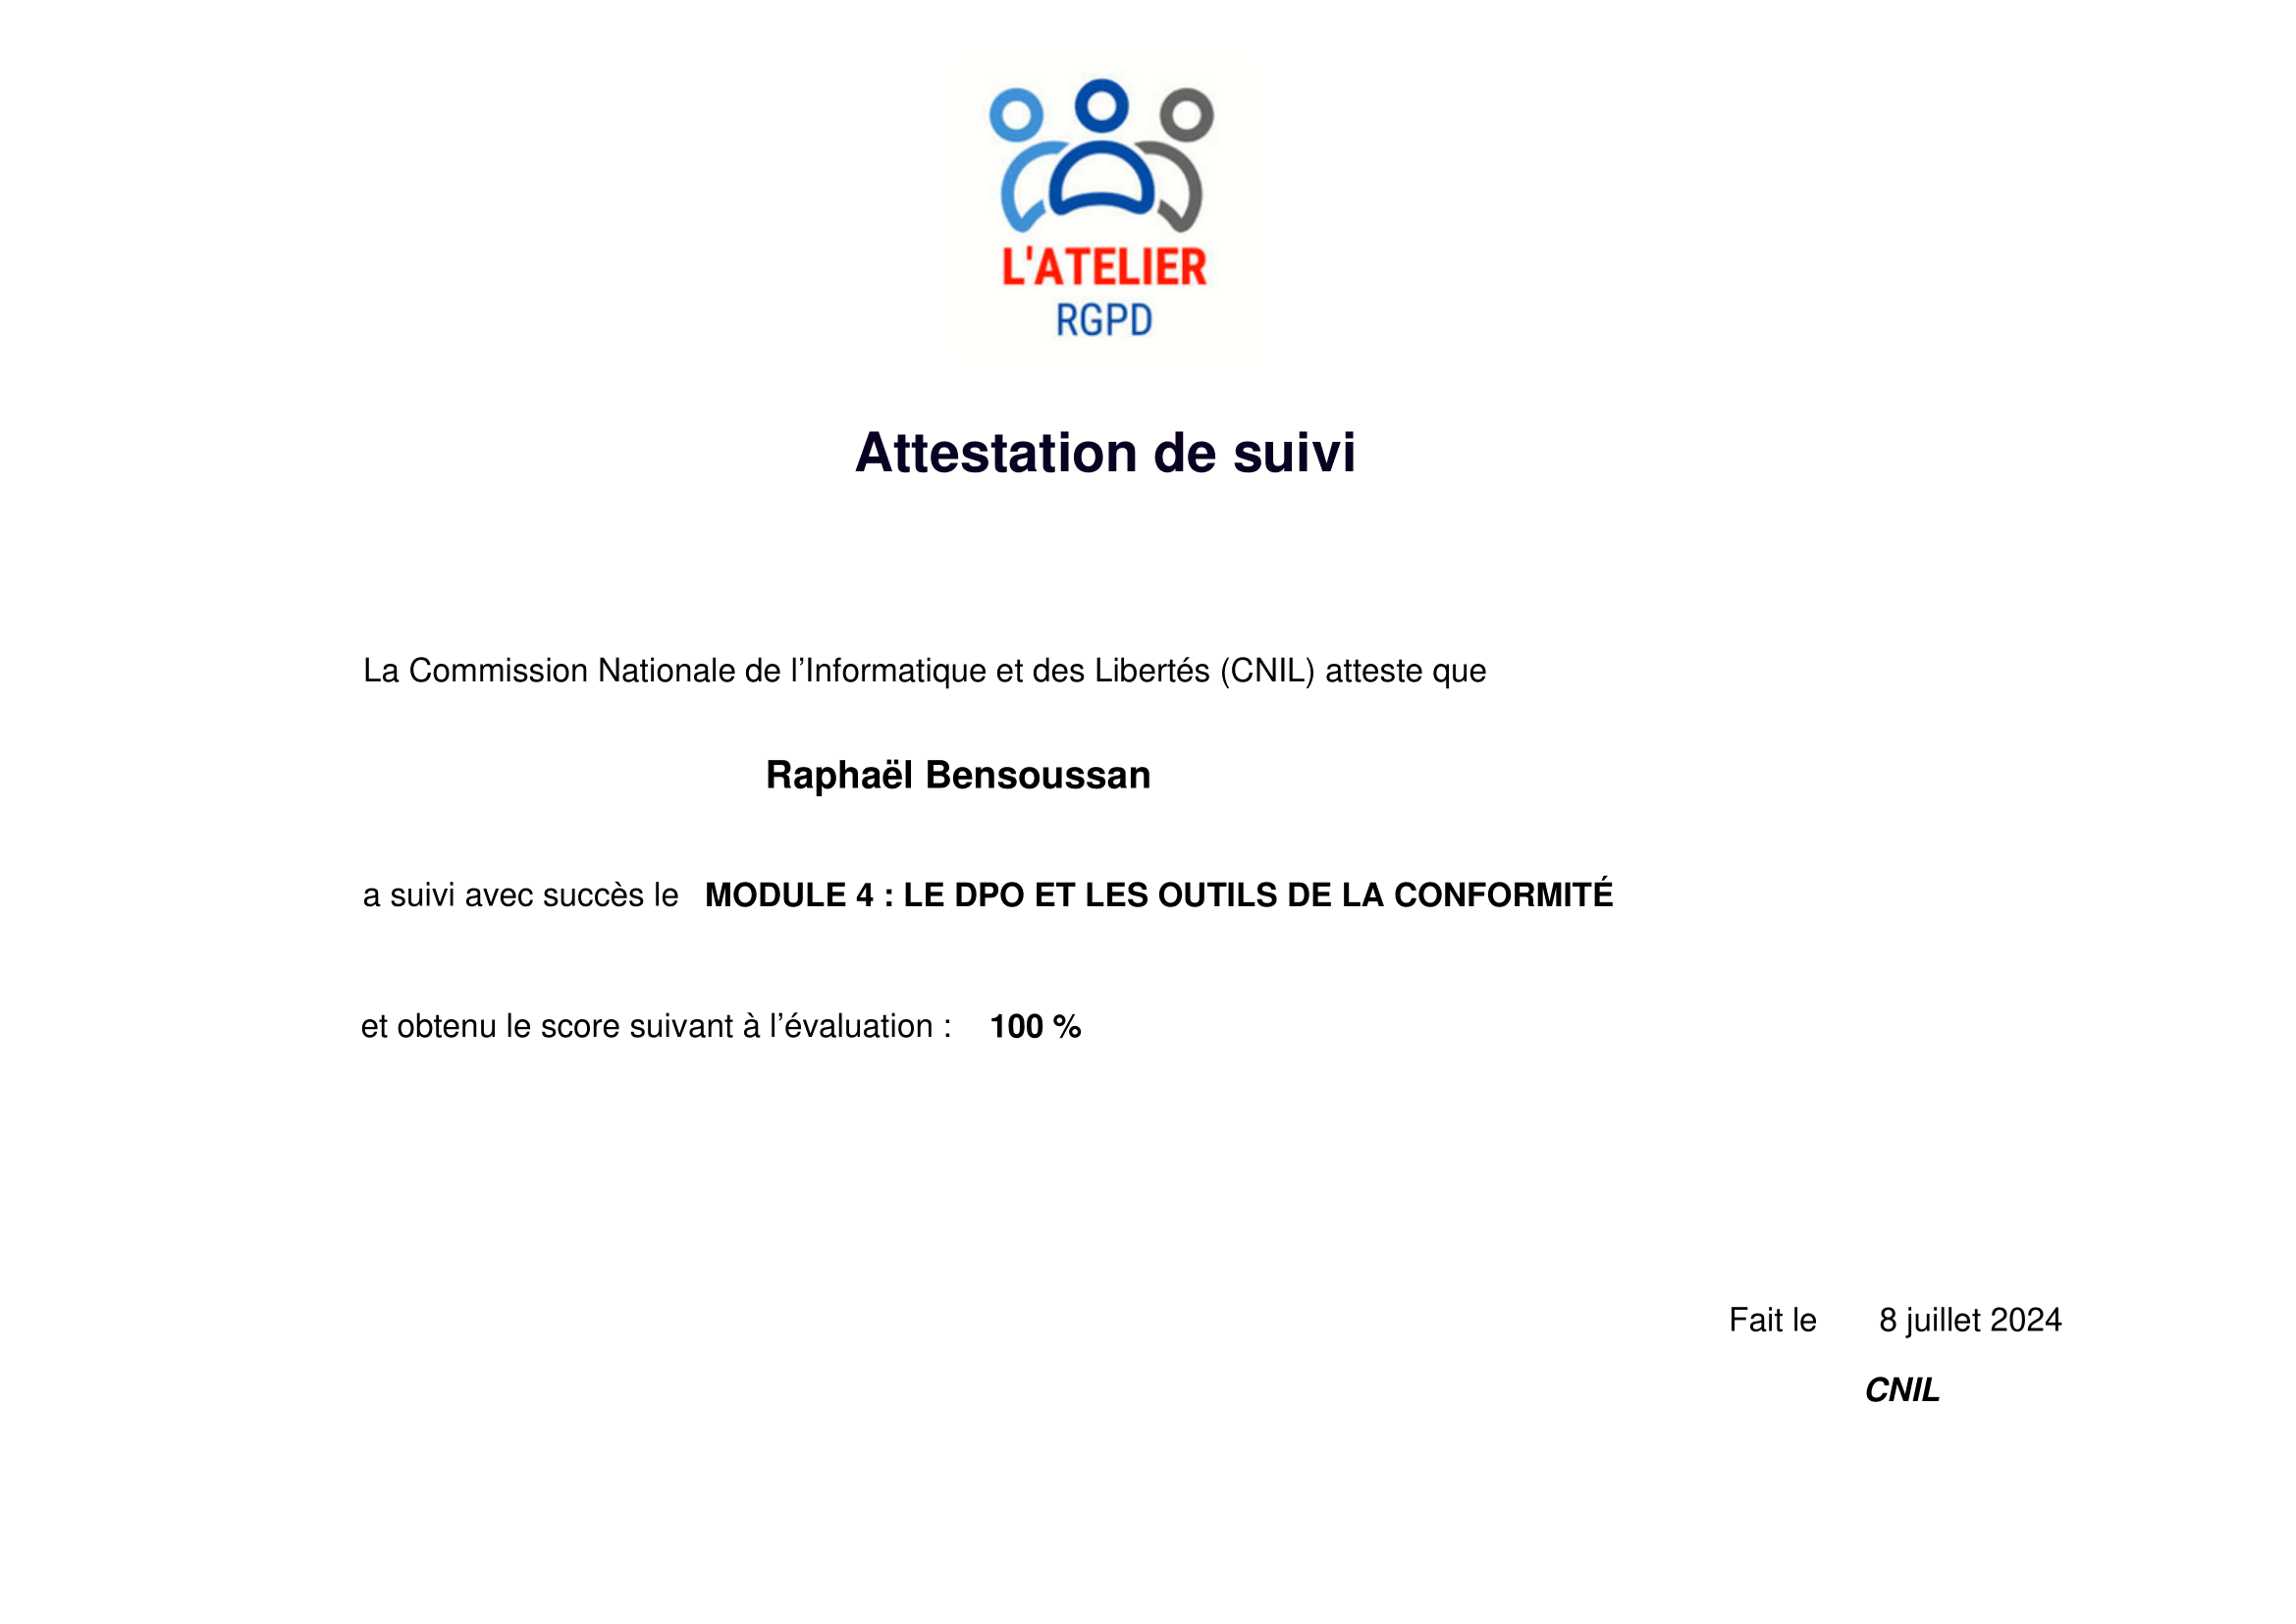 L'ATELIER
RGPD
Attestation de suivi
La Commission Nationale de l’Informatique et des Libertés (CNIL) atteste que
Raphaël Bensoussan
a suivi avec succès le MODULE 4 : LE DPO ET LES OUTILS DE LA CONFORMITÉ
et obtenu le score suivant à l’évaluation : 100 %
Fait le 8 juillet 2024
CNIL